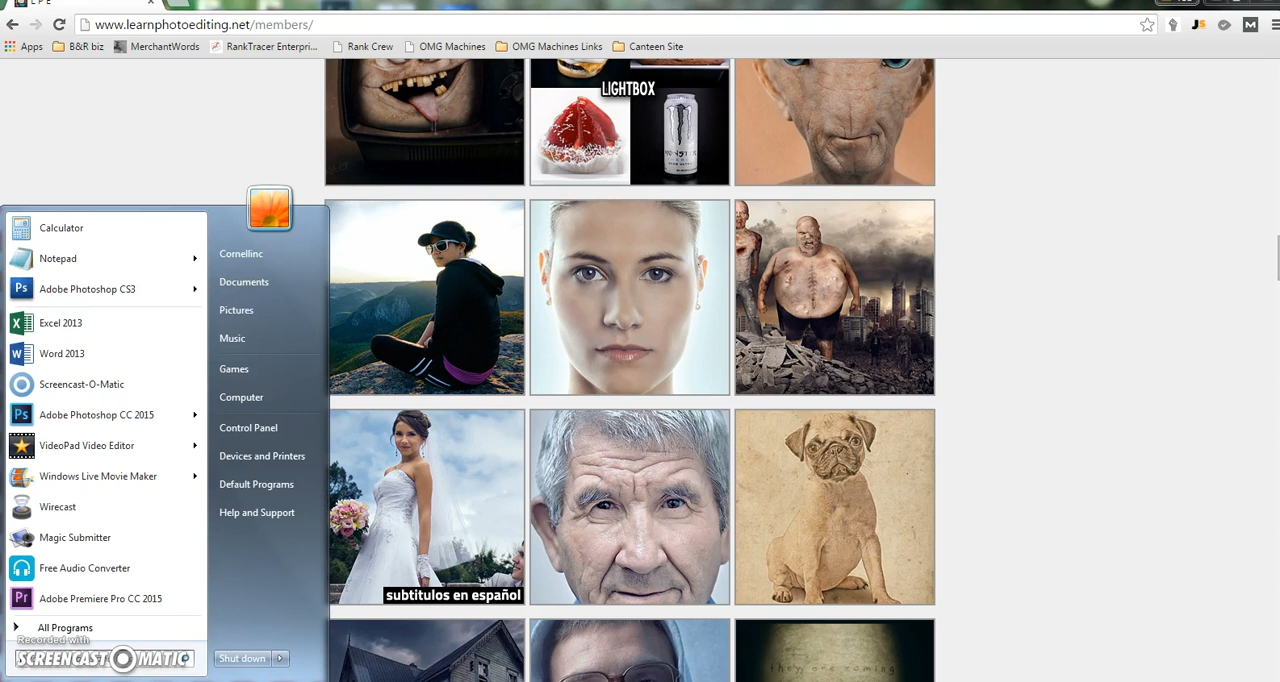 L P E
www.learnphotoediting.net/members/
Apps B&R biz MerchantWords RankTracer Enterpri... Rank Crew OMG Machines OMG Machines Links Canteen Site
LIGHTBOX
MONSTER
Calculator
Notepad
Adobe Photoshop CS3
Excel 2013
Word 2013
Screencast-O-Matic
Adobe Photoshop CC 2015
VideoPad Video Editor
Windows Live Movie Maker
Wirecast
Magic Submitter
Free Audio Converter
Adobe Premiere Pro CC 2015
All Programs
Cornellinc
Documents
Pictures
Music
Games
Computer
Control Panel
Devices and Printers
Default Programs
Help and Support
Shut down
Recorded with
SCREENCAST-O-MATIC
subtitulos en español
they are coming